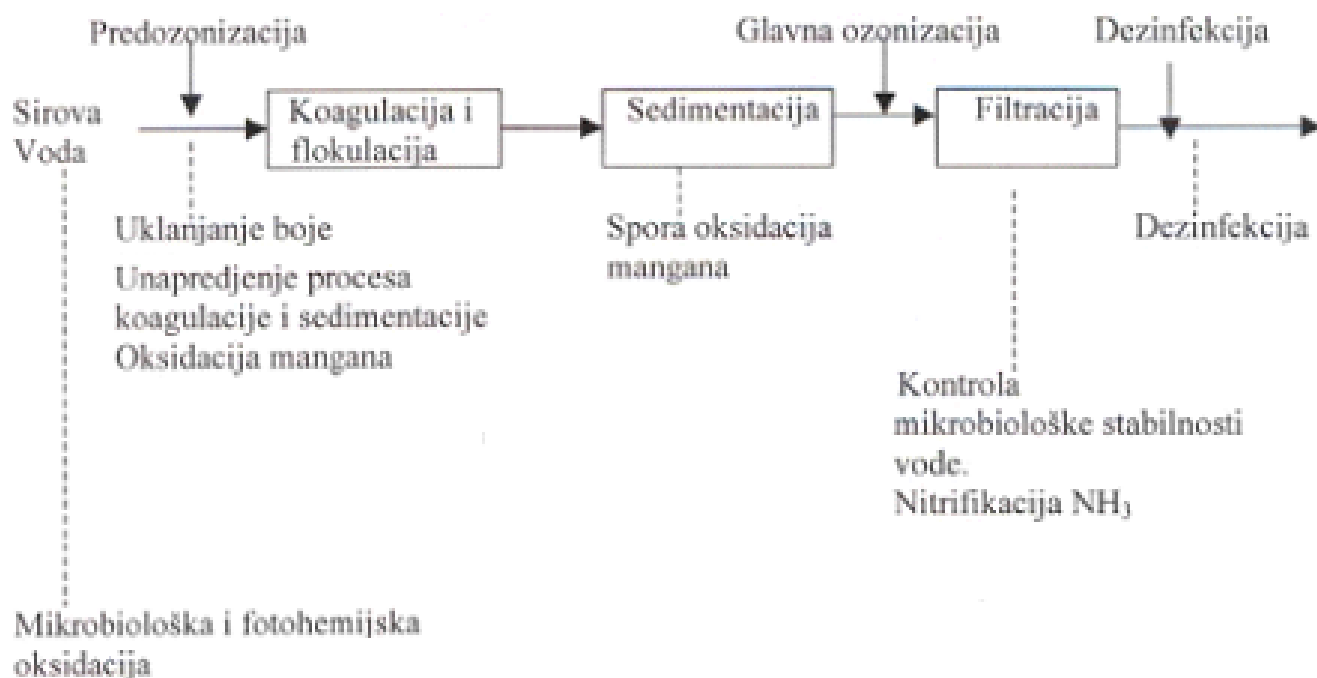 Predozonizacija
Glavna ozonizacija
Dezinfekcija
Sirova
Voda
Koagulacija i
flokulacija
Sedimentacija
Filtracija
Uklanjanje boje
Unapredjenje procesa
koagulacije i sedimentacije
Oksidacija mangana
Spora oksidacija
mangana
Dezinfekcija
Kontrola
mikrobiološke stabilnosti
vode.
Nitrifikacija NH₃
Mikrobiološka i fotohemijska
oksidacija